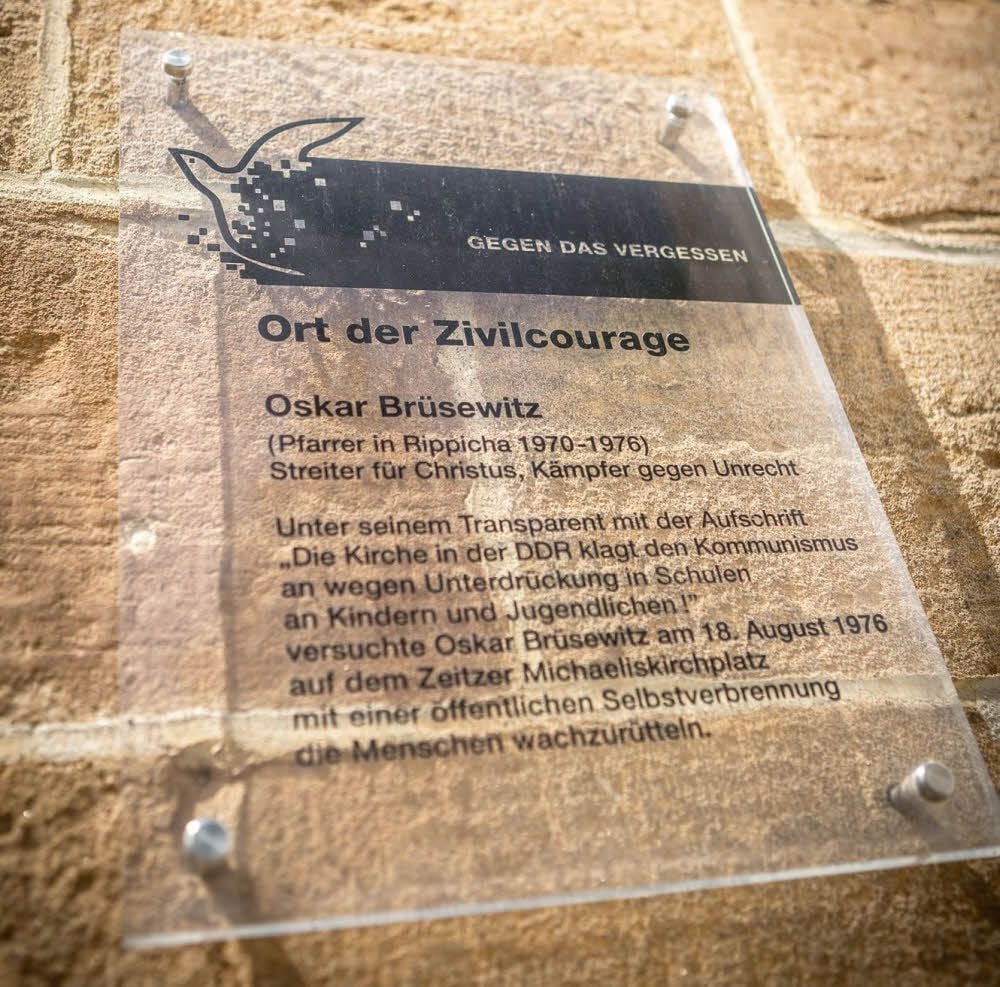 GEGEN DAS VERGESSEN
Ort der Zivilcourage
Oskar Brüsewitz
(Pfarrer in Rippicha 1970-1976)
Streiter für Christus, Kämpfer gegen Unrecht
Unter seinem Transparent mit der Aufschrift
„Die Kirche in der DDR klagt den Kommunismus
an wegen Unterdrückung in Schulen
an Kindern und Jugendlichen!”
versuchte Oskar Brüsewitz am 18. August 1976
auf dem Zeitzer Michaeliskirchplatz
mit einer öffentlichen Selbstverbrennung
die Menschen wachzurütteln.